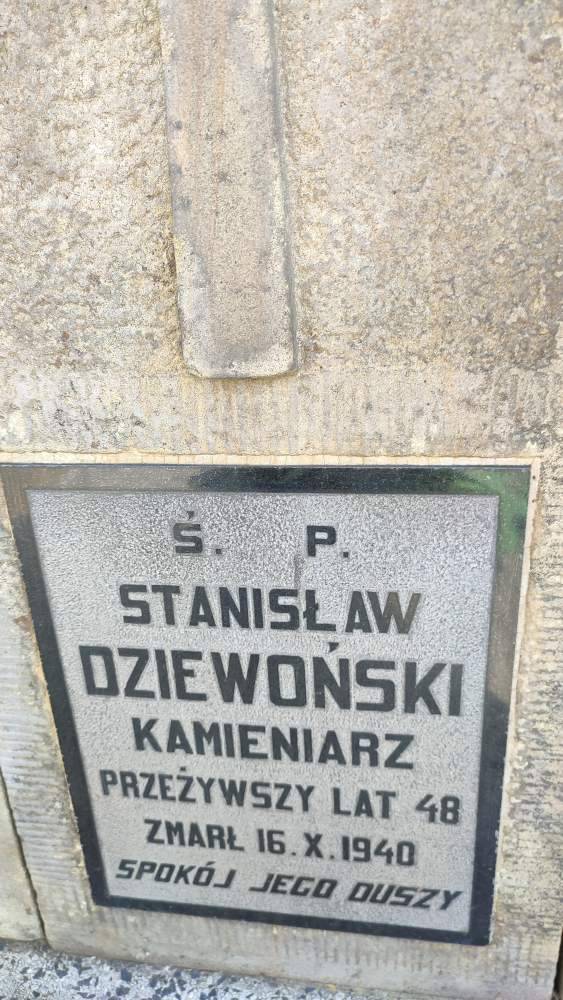 Ś. P.
STANISŁAW
DZIEWOŃSKI
KAMIENIARZ
PRZEŻYWSZY LAT 48
ZMARŁ 16.X.1940
SPOKÓJ JEGO DUSZY